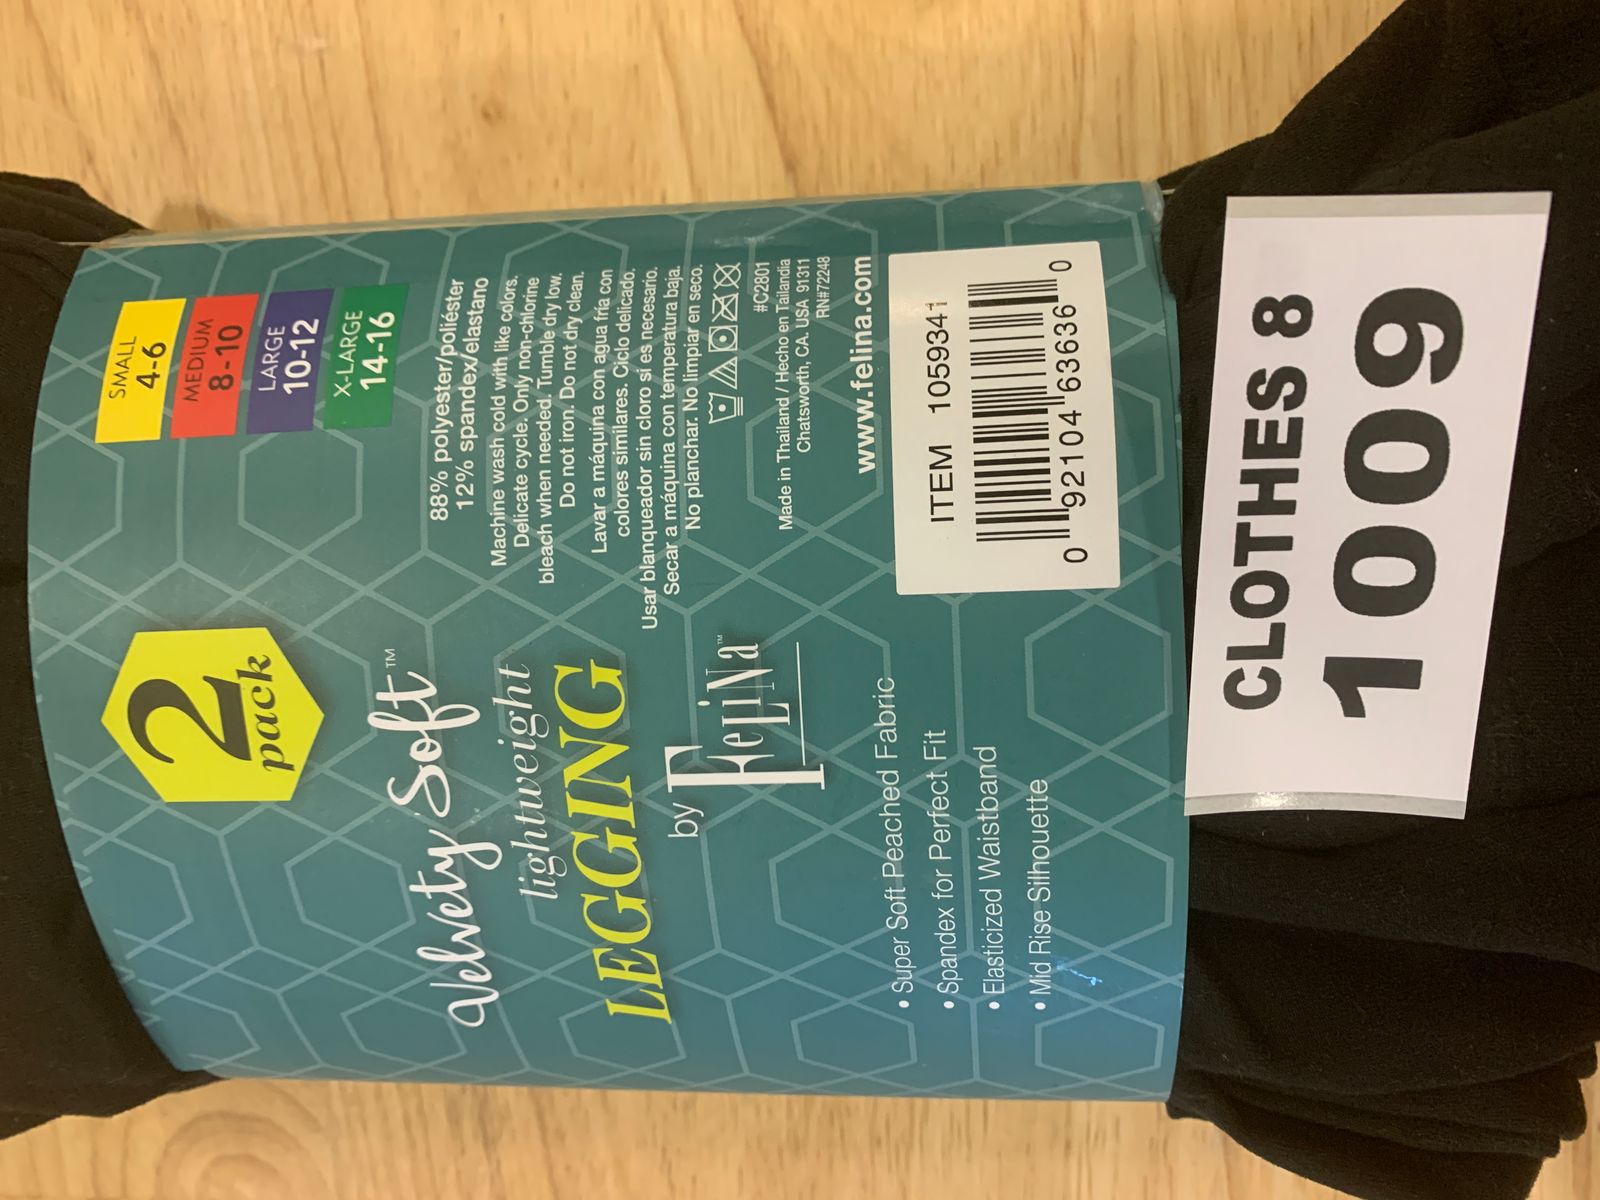 SMALL
4-6
MEDIUM
8-10
LARGE
10-12
X-LARGE
14-16
2
pack
88% polyester/poliéster
12% spandex/elastano
Machine wash cold with like colors.
Delicate cycle. Only non-chlorine
bleach when needed. Tumble dry low.
Do not iron. Do not dry clean.
Lavar a máquina con agua fría con
colores similares. Ciclo delicado.
Usar blanqueador sin cloro si es necesario.
Secar a máquina con temperatura baja.
No planchar. No limpiar en seco.
#C2801
Made in Thailand / Hecho en Tailandia
Chatsworth, CA. USA 91311
RN#72248
www.felina.com
Velvety Soft™
lightweight
LEGGING
by FELINA™
• Super Soft Peached Fabric
• Spandex for Perfect Fit
• Elasticized Waistband
• Mid Rise Silhouette
ITEM 1059341
0 92104 63636 0
CLOTHES 8
1009